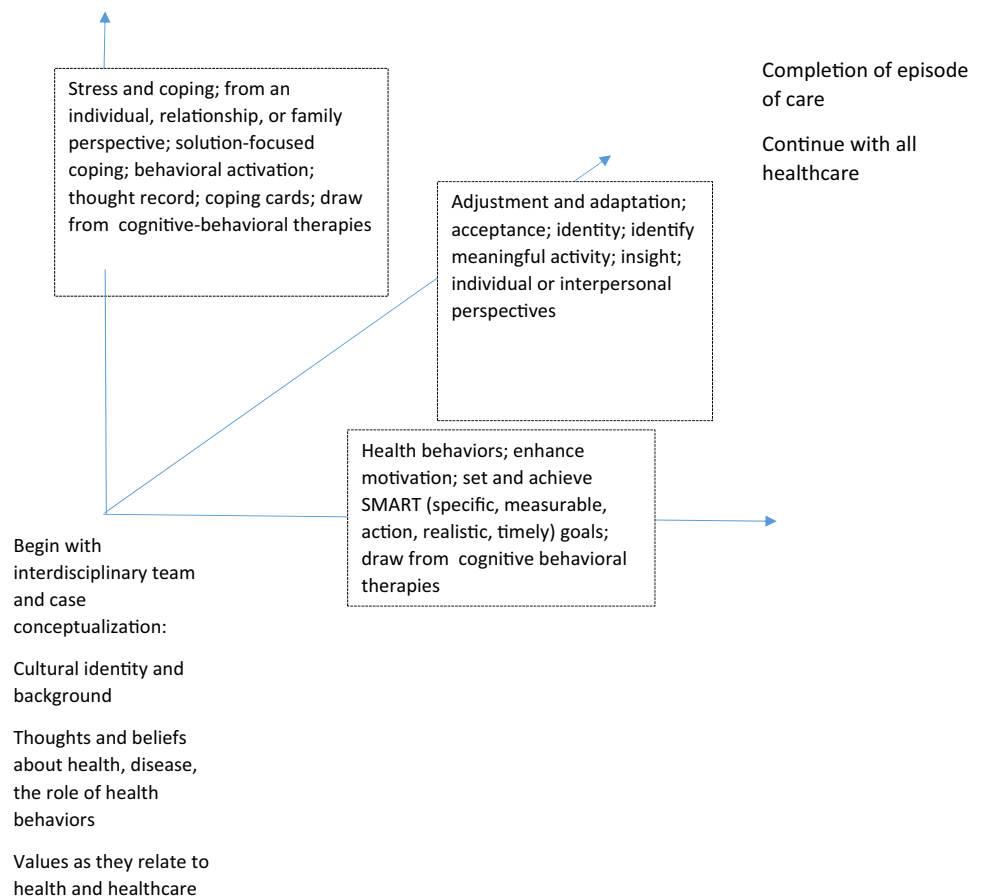 Stress and coping; from an
individual, relationship, or family
perspective; solution-focused
coping; behavioral activation;
thought record; coping cards; draw
from cognitive-behavioral therapies
Completion of episode
of care
Continue with all
healthcare
Adjustment and adaptation;
acceptance; identity; identify
meaningful activity; insight;
individual or interpersonal
perspectives
Health behaviors; enhance
motivation; set and achieve
SMART (specific, measurable,
action, realistic, timely) goals;
draw from cognitive behavioral
therapies
Begin with
interdisciplinary team
and case
conceptualization:
Cultural identity and
background
Thoughts and beliefs
about health, disease,
the role of health
behaviors
Values as they relate to
health and healthcare